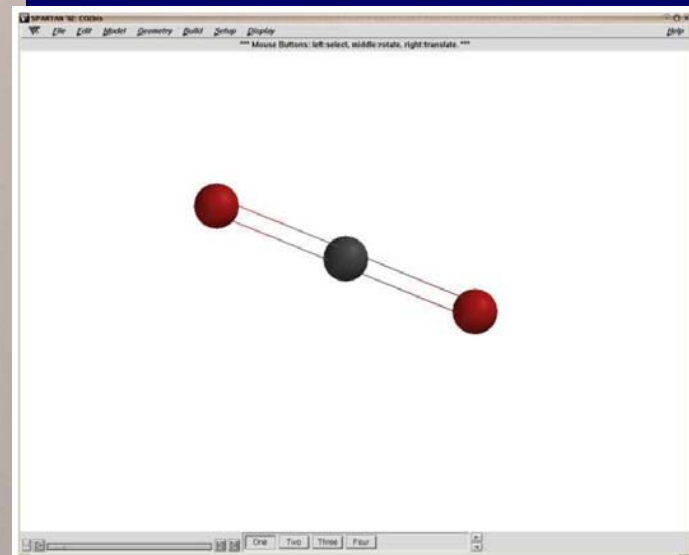 SPARTAN '02: CO2bis
File Edit Model Geometry Build Setup Display Help
*** Mouse Buttons: left:select, middle:rotate, right:translate. ***
One Two Three Four